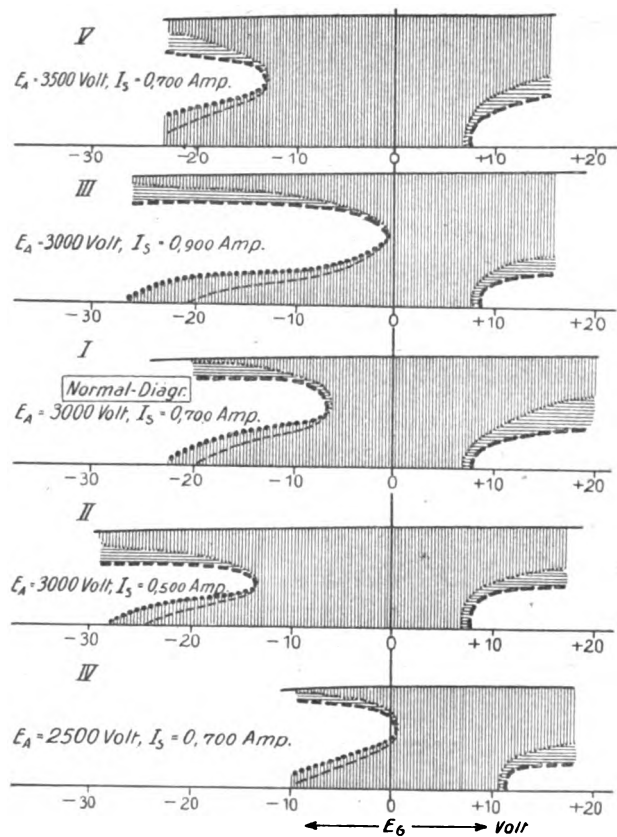 V
E_A = 3500 Volt, I_S = 0,700 Amp.
-30 -20 -10 0 +10 +20
III
E_A = 3000 Volt, I_S = 0,900 Amp.
-30 -20 -10 0 +10 +20
I
Normal-Diagr.
E_A = 3000 Volt, I_S = 0,700 Amp.
-30 -20 -10 0 +10 +20
II
E_A = 3000 Volt, I_S = 0,500 Amp.
-30 -20 -10 0 +10 +20
IV
E_A = 2500 Volt, I_S = 0,700 Amp.
-30 -20 -10 0 +10 +20
E_G Volt